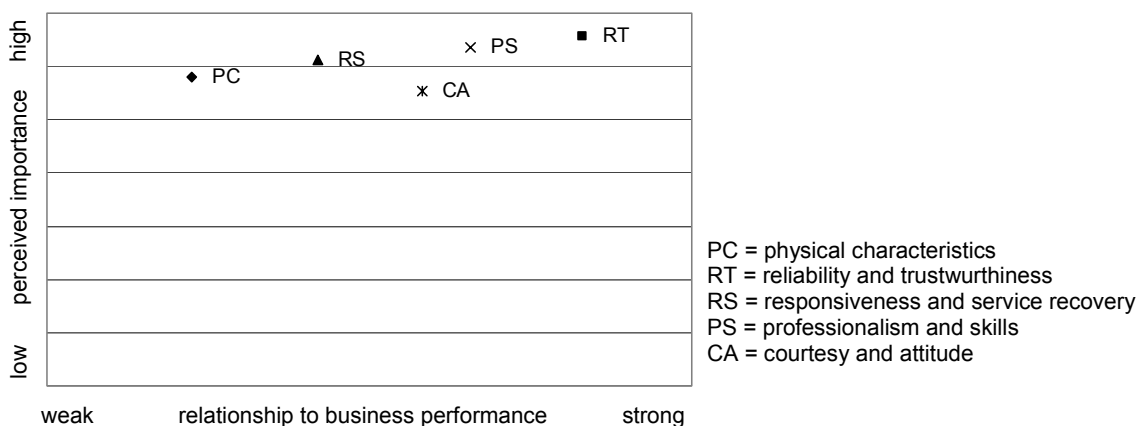 high
perceived importance
low
RT
PS
RS
PC
CA
PC = physical characteristics
RT = reliability and trustwurthiness
RS = responsiveness and service recovery
PS = professionalism and skills
CA = courtesy and attitude
weak relationship to business performance strong